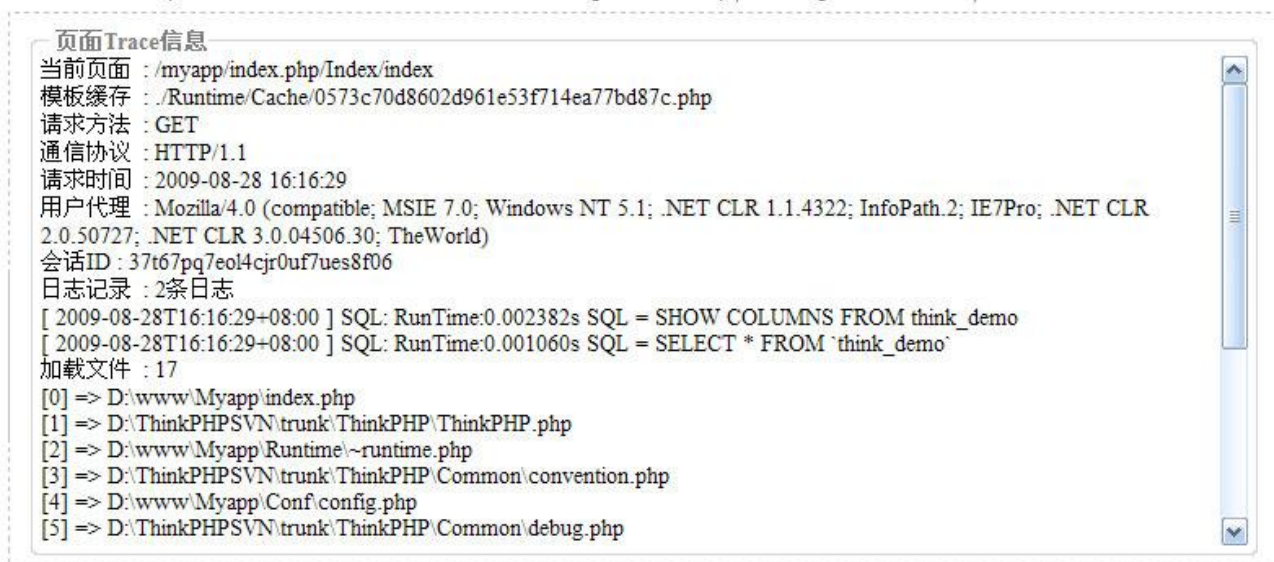 页面Trace信息
当前页面 : /myapp/index.php/Index/index
模板缓存 : ./Runtime/Cache/0573c70d8602d961e53f714ea77bd87c.php
请求方法 : GET
通信协议 : HTTP/1.1
请求时间 : 2009-08-28 16:16:29
用户代理 : Mozilla/4.0 (compatible; MSIE 7.0; Windows NT 5.1; .NET CLR 1.1.4322; InfoPath.2; IE7Pro; .NET CLR
2.0.50727; .NET CLR 3.0.04506.30; TheWorld)
会话ID : 37t67pq7eol4cjr0uf7ues8f06
日志记录 : 2条日志
[ 2009-08-28T16:16:29+08:00 ] SQL: RunTime:0.002382s SQL = SHOW COLUMNS FROM think_demo
[ 2009-08-28T16:16:29+08:00 ] SQL: RunTime:0.001060s SQL = SELECT * FROM `think_demo`
加载文件 : 17
[0] => D:\www\Myapp\index.php
[1] => D:\ThinkPHPSVN\trunk\ThinkPHP\ThinkPHP.php
[2] => D:\www\Myapp\Runtime\~runtime.php
[3] => D:\ThinkPHPSVN\trunk\ThinkPHP\Common\convention.php
[4] => D:\www\Myapp\Conf\config.php
[5] => D:\ThinkPHPSVN\trunk\ThinkPHP\Common\debug.php